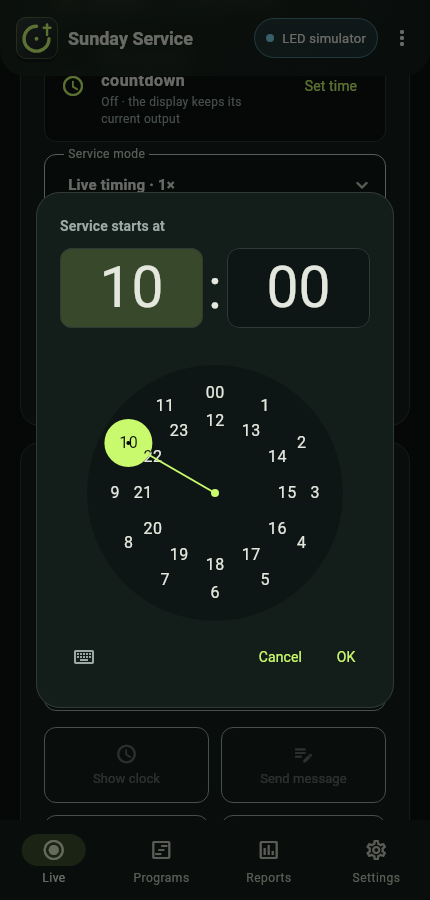 Sunday Service
LED simulator
countdown
Off · the display keeps its
current output
Set time
Service mode
Live timing · 1×
Service starts at
10 : 00
00
11
1
12
23
13
10
2
22
14
9
21
15
3
20
16
8
4
19
17
18
7
5
6
Cancel
OK
Show clock
Send message
Live
Programs
Reports
Settings